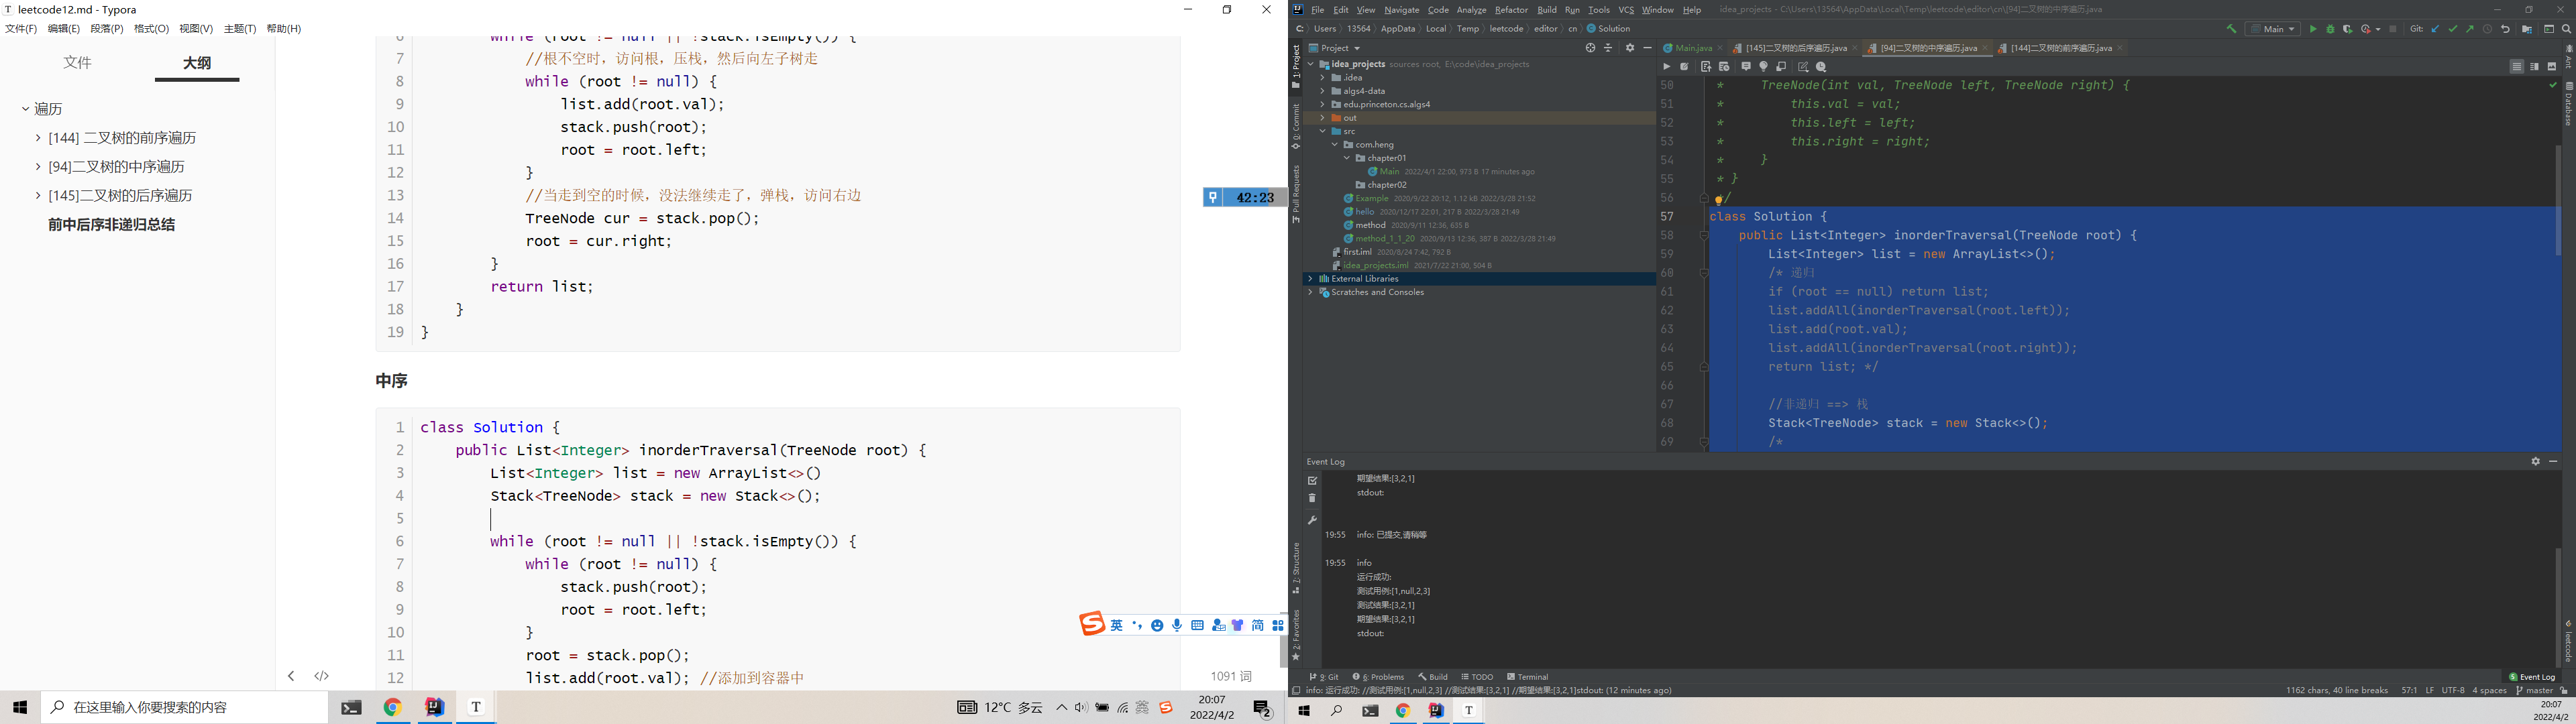 leetcode12.md - Typora
文件(F) 编辑(E) 段落(P) 格式(O) 视图(V) 主题(T) 帮助(H)
文件 大纲
遍历
[144] 二叉树的前序遍历
[94]二叉树的中序遍历
[145]二叉树的后序遍历
前中后序非递归总结
6 while (root != null || !stack.isEmpty()) {
7 //根不空时，访问根，压栈，然后向左子树走
8 while (root != null) {
9 list.add(root.val);
10 stack.push(root);
11 root = root.left;
12 }
13 //当走到空的时候，没法继续走了，弹栈，访问右边
14 TreeNode cur = stack.pop();
15 root = cur.right;
16 }
17 return list;
18 }
19 }
中序
1 class Solution {
2 public List<Integer> inorderTraversal(TreeNode root) {
3 List<Integer> list = new ArrayList<>()
4 Stack<TreeNode> stack = new Stack<>();
5
6 while (root != null || !stack.isEmpty()) {
7 while (root != null) {
8 stack.push(root);
9 root = root.left;
10 }
11 root = stack.pop();
12 list.add(root.val); //添加到容器中
1091 词
42:23
英 简
在这里输入你要搜索的内容
12°C 多云
英
20:07
2022/4/2
2
File Edit View Navigate Code Analyze Refactor Build Run Tools VCS Window Help
idea_projects - C:\Users\13564\AppData\Local\Temp\leetcode\editor\cn\[94]二叉树的中序遍历.java
C: Users 13564 AppData Local Temp leetcode editor cn Solution
Main
Git:
Project
Main.java [145]二叉树的后序遍历.java [94]二叉树的中序遍历.java [144]二叉树的前序遍历.java
1: Project
0: Commit
Pull Requests
7: Structure
2: Favorites
Ant
Database
leetcode
idea_projects sources root, E:\code\idea_projects
.idea
algs4-data
edu.princeton.cs.algs4
out
src
com.heng
chapter01
Main 2022/4/1 22:00, 973 B 17 minutes ago
chapter02
Example 2020/9/22 20:12, 1.12 kB 2022/3/28 21:52
hello 2020/12/17 22:01, 217 B 2022/3/28 21:49
method 2020/9/11 12:36, 635 B
method_1_1_20 2020/9/13 12:36, 387 B 2022/3/28 21:49
first.iml 2020/8/24 7:42, 792 B
idea_projects.iml 2021/7/22 21:00, 504 B
External Libraries
Scratches and Consoles
50 * TreeNode(int val, TreeNode left, TreeNode right) {
51 * this.val = val;
52 * this.left = left;
53 * this.right = right;
54 * }
55 * }
56 */
57 class Solution {
58 public List<Integer> inorderTraversal(TreeNode root) {
59 List<Integer> list = new ArrayList<>();
60 /* 递归
61 if (root == null) return list;
62 list.addAll(inorderTraversal(root.left));
63 list.add(root.val);
64 list.addAll(inorderTraversal(root.right));
65 return list; */
66
67 //非递归 ==> 栈
68 Stack<TreeNode> stack = new Stack<>();
69 /*
Event Log
期望结果:[3,2,1]
stdout:
19:55 info: 已提交,请稍等
19:55 info
运行成功:
测试用例:[1,null,2,3]
测试结果:[3,2,1]
期望结果:[3,2,1]
stdout:
9: Git 6: Problems Build TODO Terminal Event Log
info: 运行成功: //测试用例:[1,null,2,3] //测试结果:[3,2,1] //期望结果:[3,2,1]stdout: (12 minutes ago)
1162 chars, 40 line breaks 57:1 LF UTF-8 4 spaces master
20:07
2022/4/2